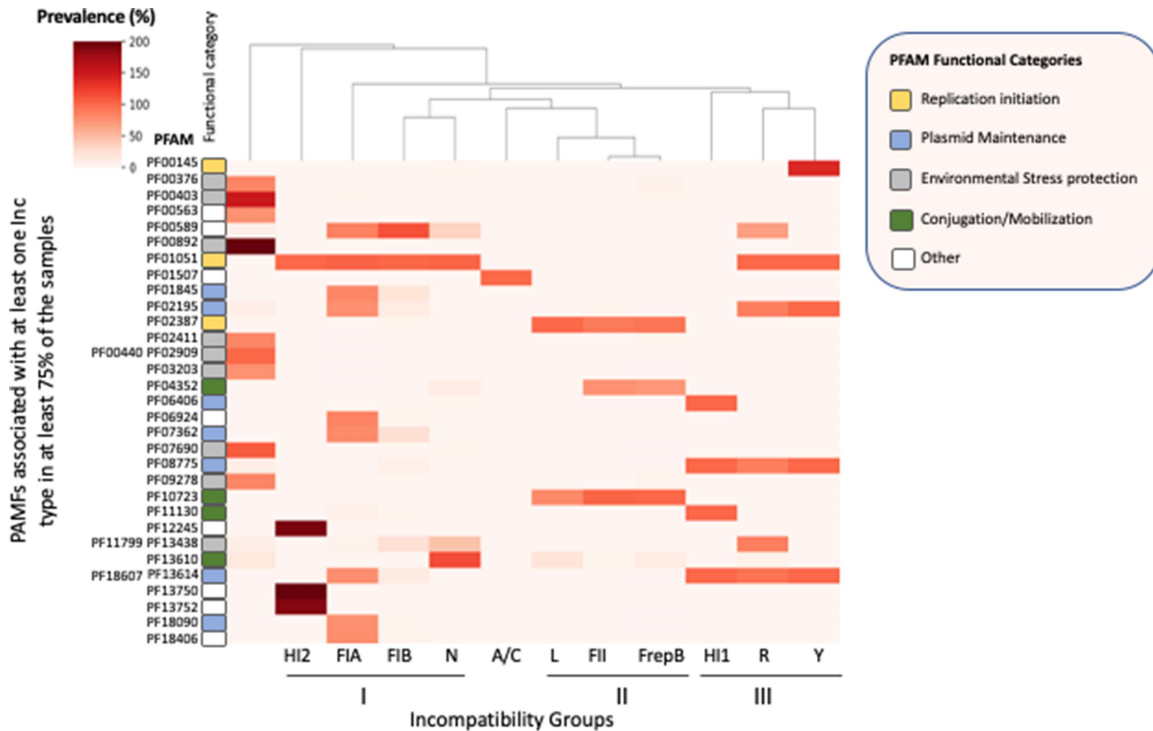 Prevalence (%)
200
150
100
50
0
Functional category
PFAM
PFAM Functional Categories
Replication initiation
Plasmid Maintenance
Environmental Stress protection
Conjugation/Mobilization
Other
PAMFs associated with at least one Inc
type in at least 75% of the samples
PF00145
PF00376
PF00403
PF00563
PF00589
PF00892
PF01051
PF01507
PF01845
PF02195
PF02387
PF02411
PF00440 PF02909
PF03203
PF04352
PF06406
PF06924
PF07362
PF07690
PF08775
PF09278
PF10723
PF11130
PF12245
PF11799 PF13438
PF13610
PF18607 PF13614
PF13750
PF13752
PF18090
PF18406
HI2 FIA FIB N A/C L FII FrepB HI1 R Y
I II III
Incompatibility Groups